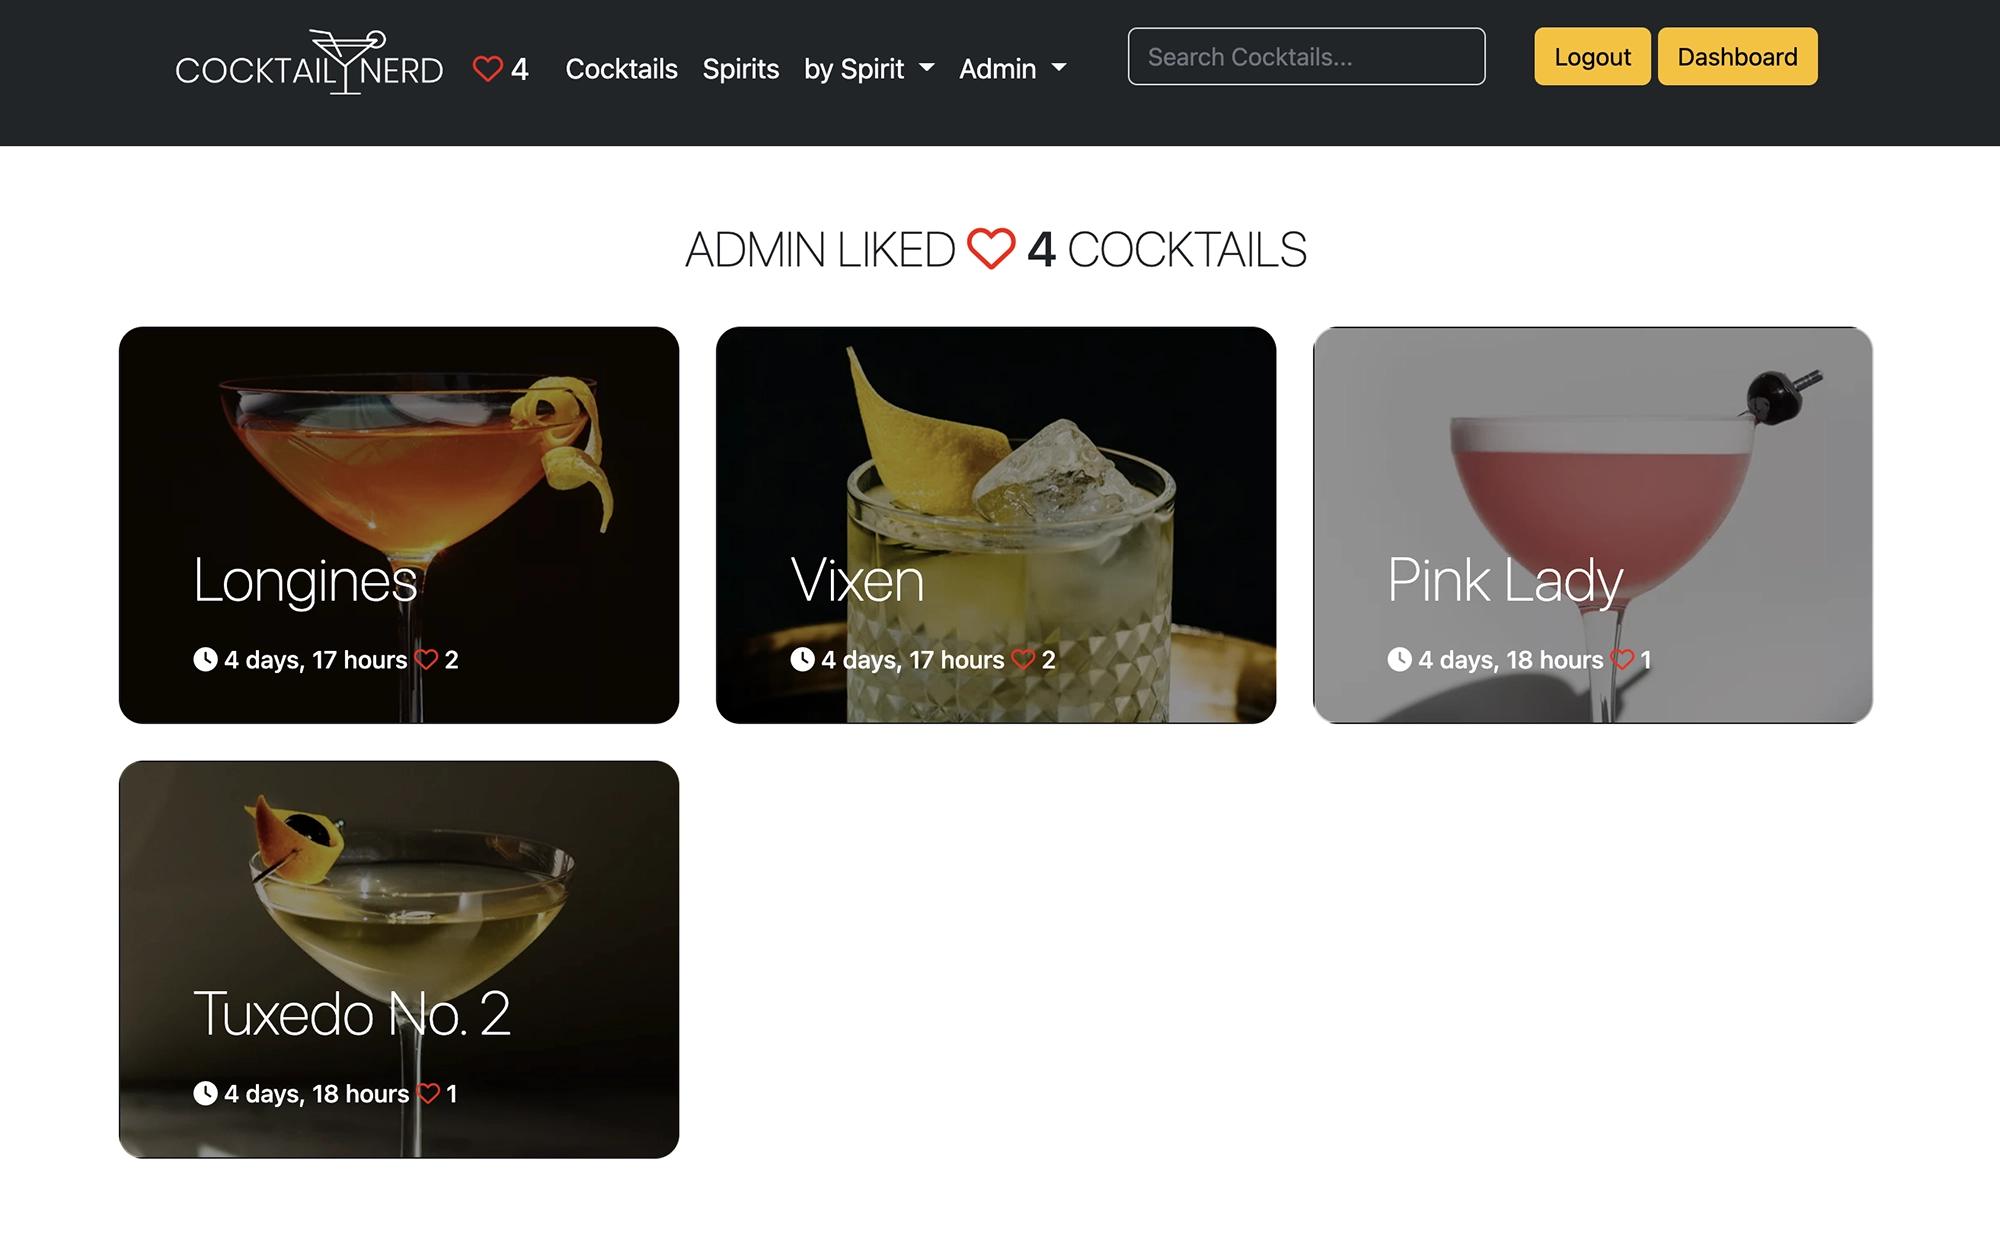 COCKTAIL NERD 4 Cocktails Spirits by Spirit Admin Search Cocktails... Logout Dashboard
ADMIN LIKED 4 COCKTAILS
Longines
4 days, 17 hours 2
Vixen
4 days, 17 hours 2
Pink Lady
4 days, 18 hours 1
Tuxedo No. 2
4 days, 18 hours 1